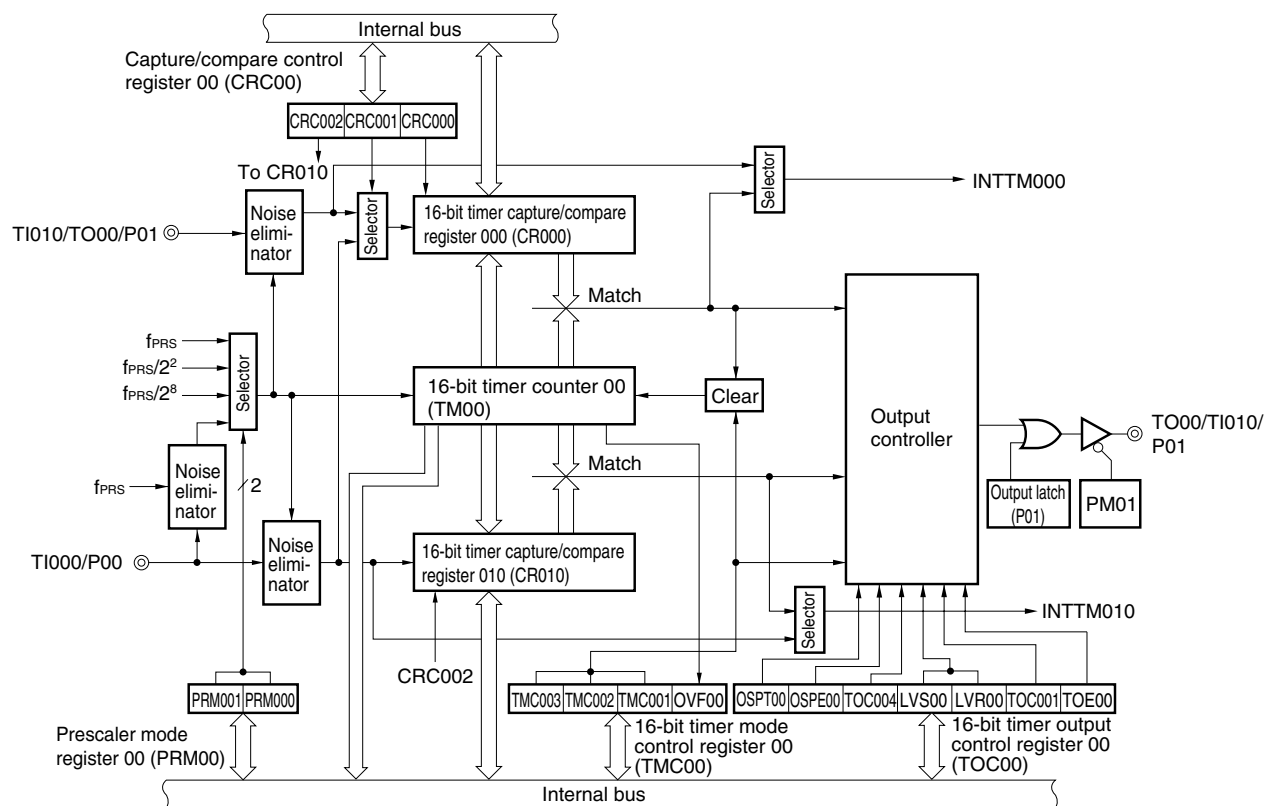 Internal bus
Capture/compare control
register 00 (CRC00)
CRC002 CRC001 CRC000
To CR010
Selector
INTTM000
Noise
elimi-
nator
Selector
16-bit timer capture/compare
register 000 (CR000)
TI010/TO00/P01
Match
fPRS
fPRS/2²
fPRS/2⁸
Selector
16-bit timer counter 00
(TM00)
Clear
Output
controller
TO00/TI010/
P01
Match
fPRS
Noise
elimi-
nator
2
Output latch
(P01)
PM01
TI000/P00
Noise
elimi-
nator
16-bit timer capture/compare
register 010 (CR010)
Selector
INTTM010
CRC002
PRM001 PRM000
TMC003 TMC002 TMC001 OVF00
OSPT00 OSPE00 TOC004 LVS00 LVR00 TOC001 TOE00
Prescaler mode
register 00 (PRM00)
16-bit timer mode
control register 00
(TMC00)
16-bit timer output
control register 00
(TOC00)
Internal bus